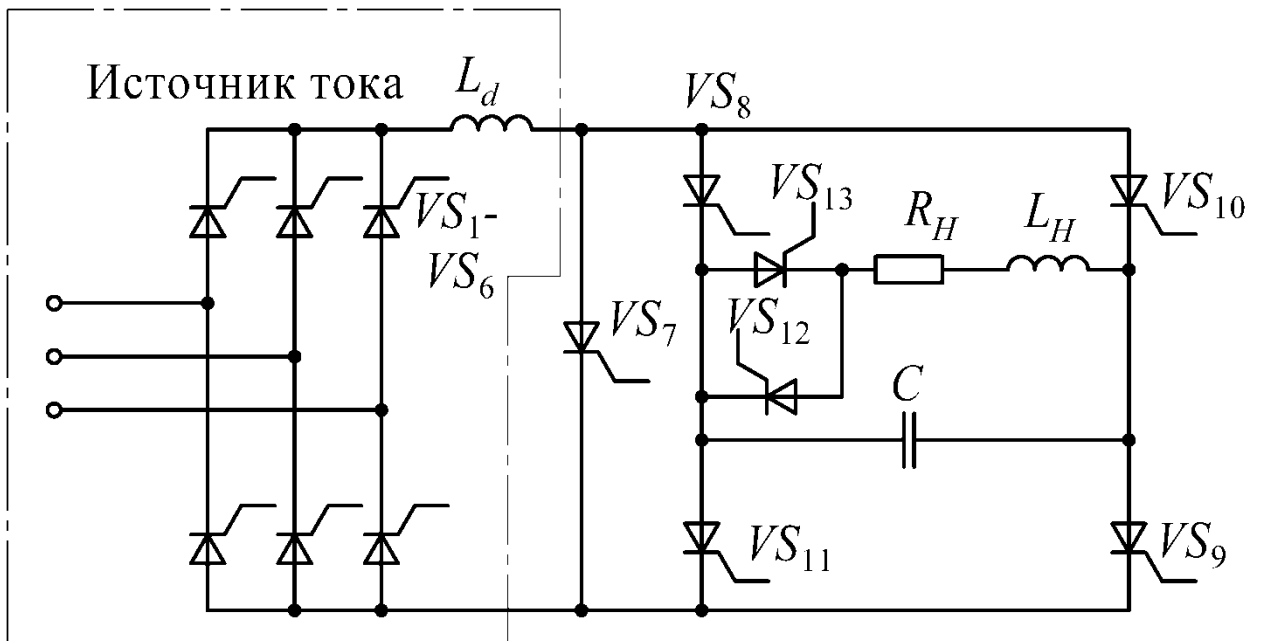 Источник тока
L_d
VS_8
VS_13
VS_1-
VS_6
R_H
L_H
VS_10
VS_12
VS_7
C
VS_11
VS_9